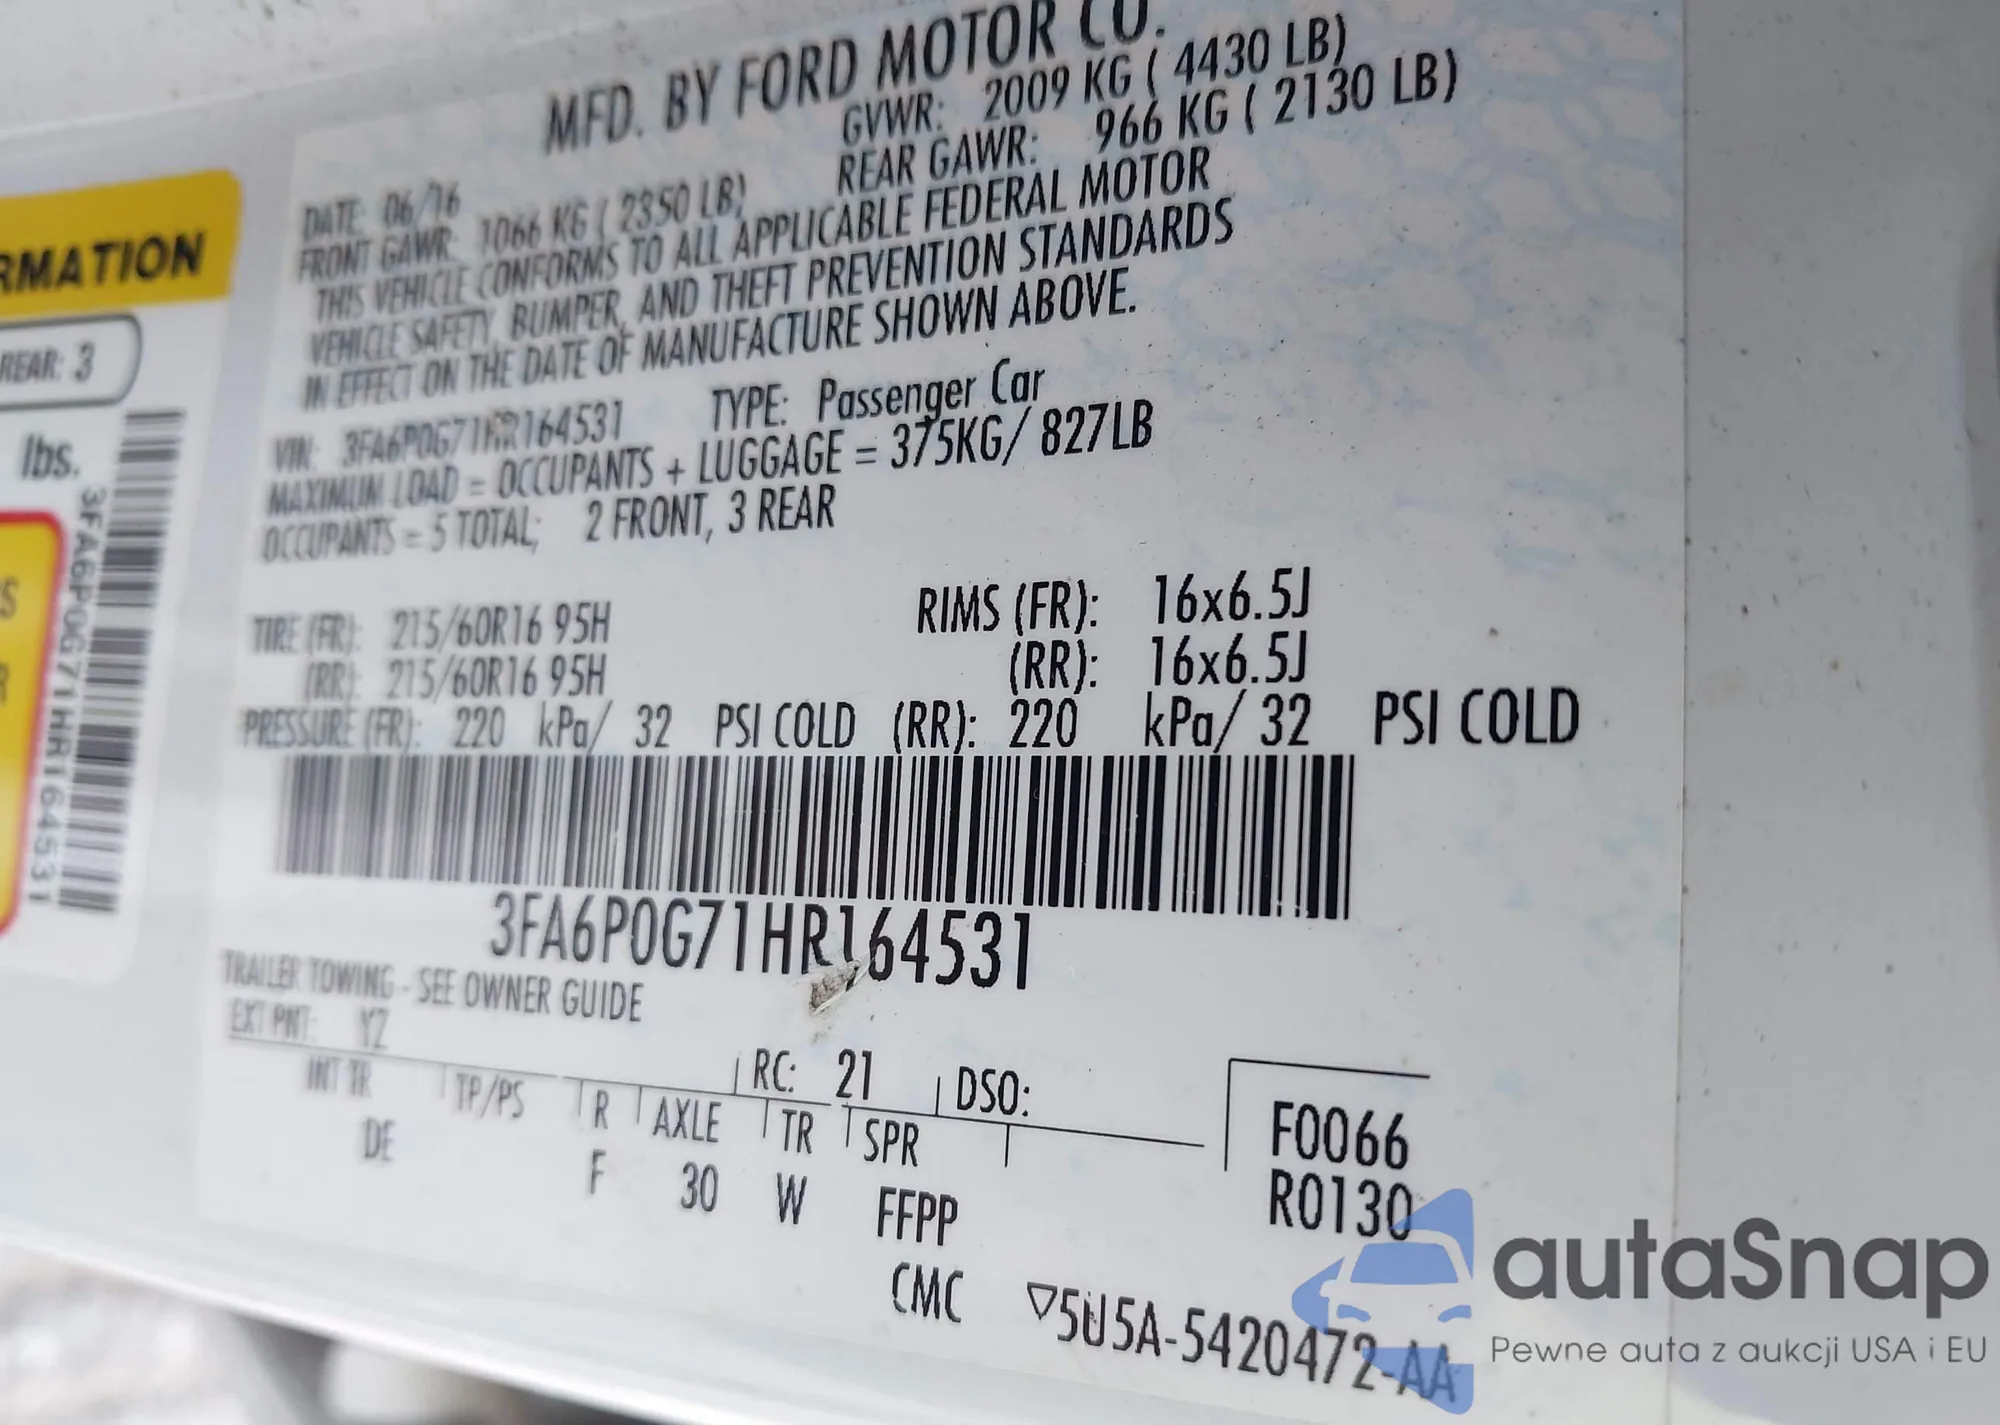 MFD. BY FORD MOTOR CO.
DATE: 06/16 GVWR: 2009 KG ( 4430 LB)
FRONT GAWR: 1066 KG ( 2350 LB) REAR GAWR: 966 KG ( 2130 LB)
THIS VEHICLE CONFORMS TO ALL APPLICABLE FEDERAL MOTOR
VEHICLE SAFETY, BUMPER, AND THEFT PREVENTION STANDARDS
IN EFFECT ON THE DATE OF MANUFACTURE SHOWN ABOVE.
VIN: 3FA6P0G71HR164531 TYPE: Passenger Car
MAXIMUM LOAD = OCCUPANTS + LUGGAGE = 375KG/ 827LB
OCCUPANTS = 5 TOTAL; 2 FRONT, 3 REAR
TIRE (FR): 215/60R16 95H RIMS (FR): 16x6.5J
(RR): 215/60R16 95H (RR): 16x6.5J
PRESSURE (FR): 220 kPa/ 32 PSI COLD (RR): 220 kPa/ 32 PSI COLD
3FA6P0G71HR164531
TRAILER TOWING - SEE OWNER GUIDE
EXT PNT: YZ RC: 21 DSO:
INT TR TP/PS R AXLE TR SPR
DE F 30 W FFPP
F0066
R0130
CMC ▽5U5A-5420472-AA
RMATION
REAR: 3
lbs.
S
R
3FA6P0G71HR164531
autaSnap
Pewne auta z aukcji USA i EU